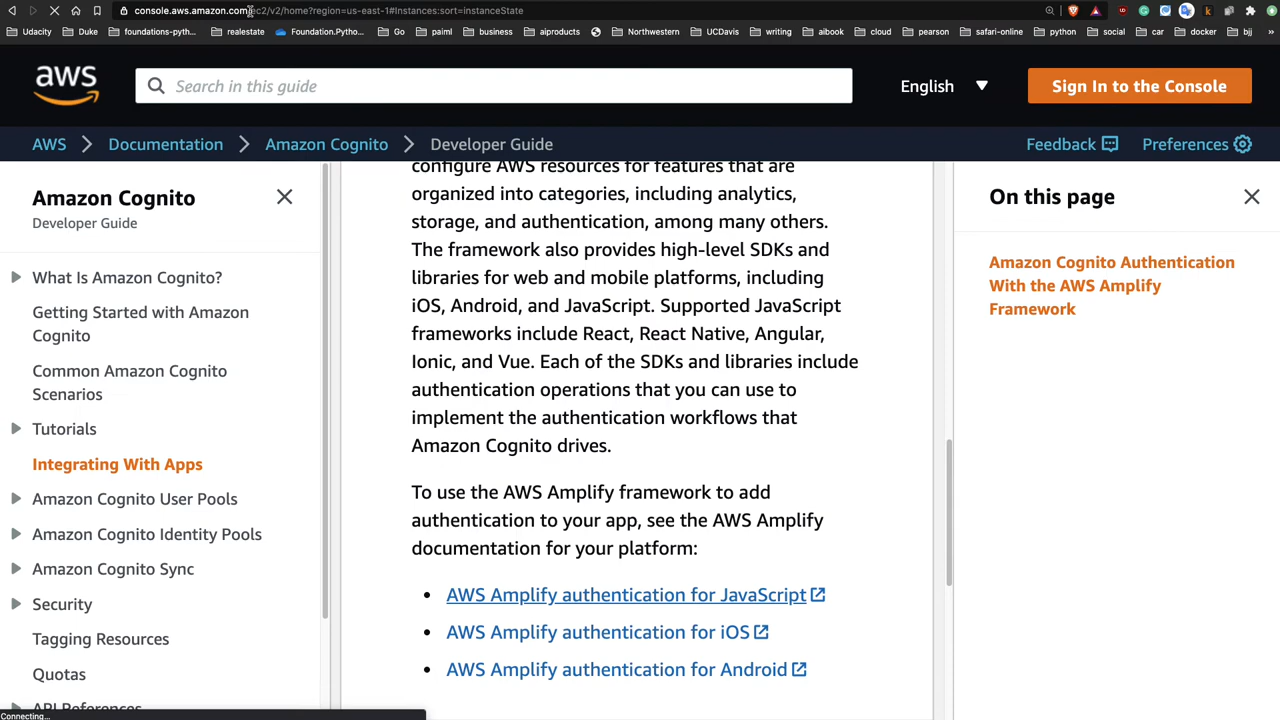 console.aws.amazon.com/ec2/v2/home?region=us-east-1#Instances:sort=instanceState
Udacity Duke foundations-pyth... realestate Foundation.Pytho... Go paiml business aiproducts Northwestern UCDavis writing aibook cloud pearson safari-online python social car docker bjj »
aws Search in this guide English Sign In to the Console
AWS Documentation Amazon Cognito Developer Guide Feedback Preferences
Amazon Cognito
Developer Guide
What Is Amazon Cognito?
Getting Started with Amazon
Cognito
Common Amazon Cognito
Scenarios
Tutorials
Integrating With Apps
Amazon Cognito User Pools
Amazon Cognito Identity Pools
Amazon Cognito Sync
Security
Tagging Resources
Quotas
API References
Connecting...
configure AWS resources for features that are
organized into categories, including analytics,
storage, and authentication, among many others.
The framework also provides high-level SDKs and
libraries for web and mobile platforms, including
iOS, Android, and JavaScript. Supported JavaScript
frameworks include React, React Native, Angular,
Ionic, and Vue. Each of the SDKs and libraries include
authentication operations that you can use to
implement the authentication workflows that
Amazon Cognito drives.
To use the AWS Amplify framework to add
authentication to your app, see the AWS Amplify
documentation for your platform:
• AWS Amplify authentication for JavaScript
• AWS Amplify authentication for iOS
• AWS Amplify authentication for Android
On this page
Amazon Cognito Authentication
With the AWS Amplify
Framework